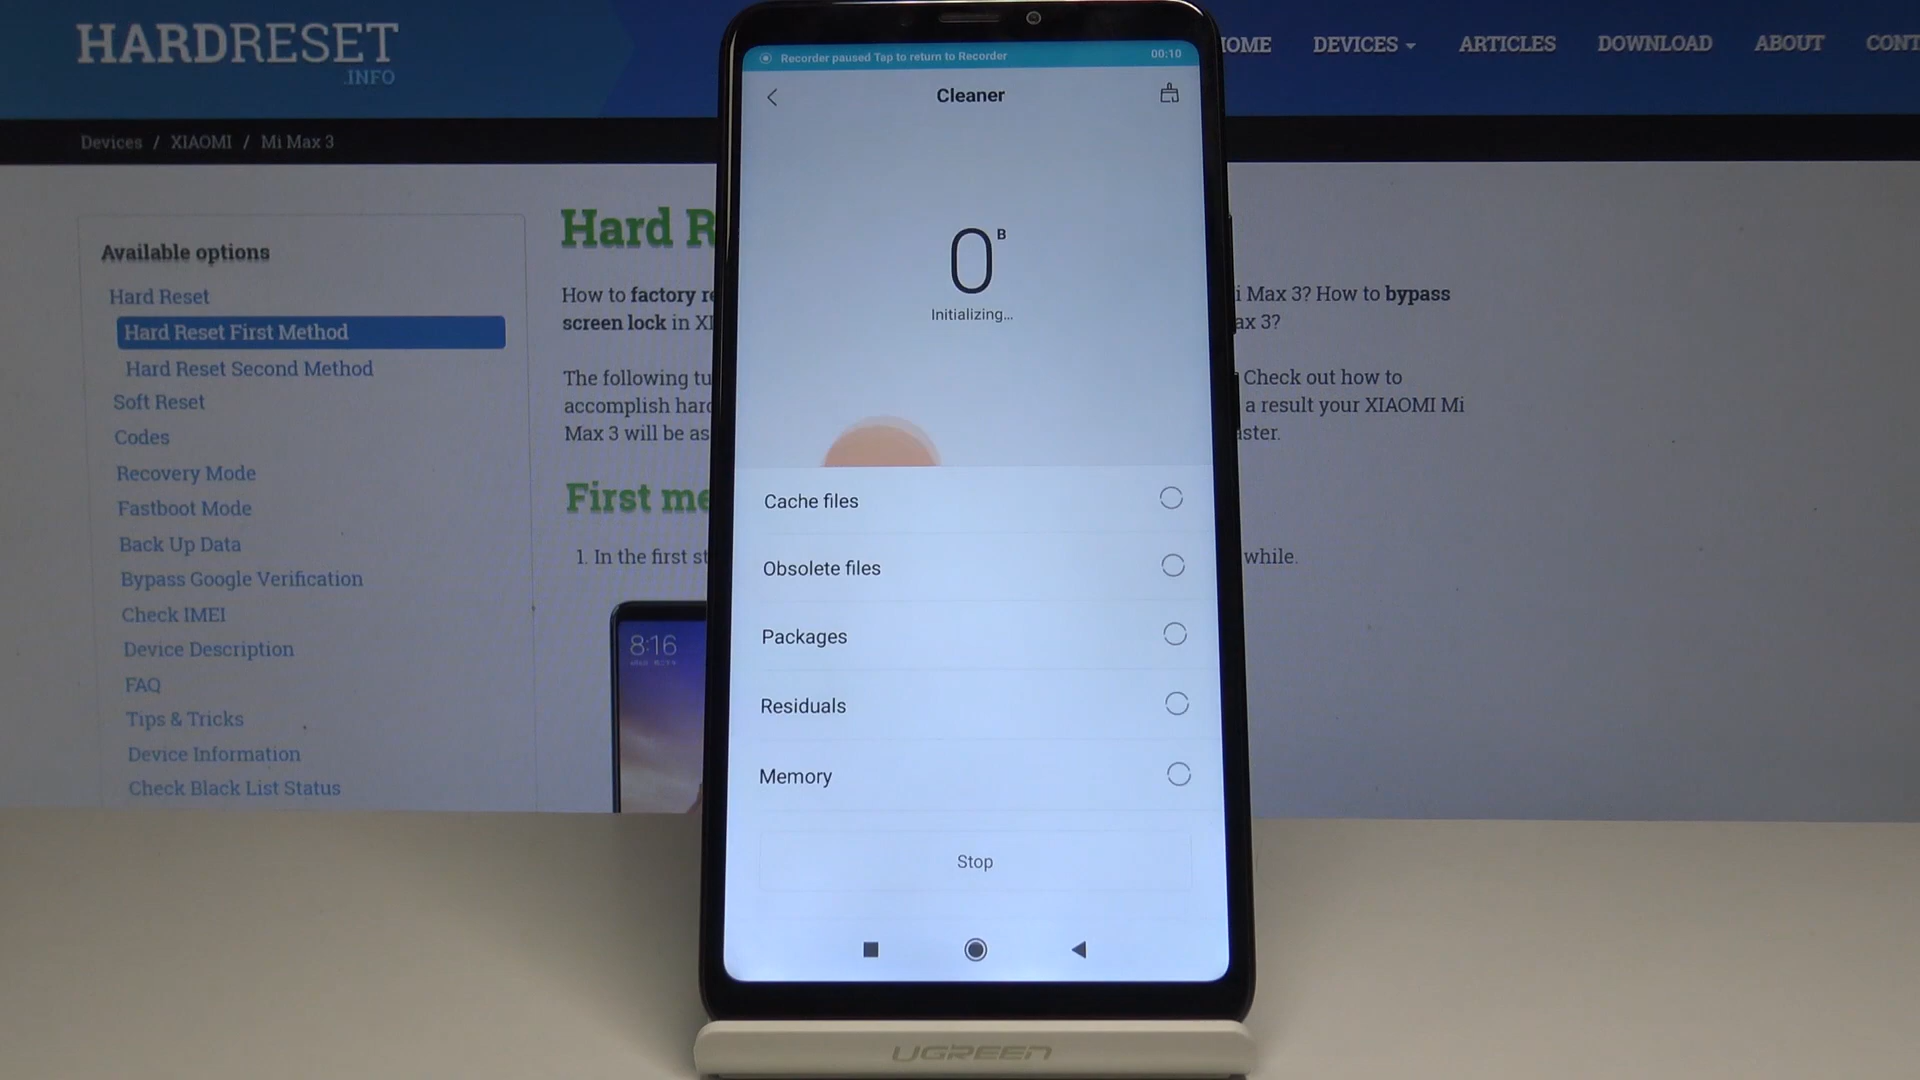 HARDRESET
.INFO
HOME DEVICES ARTICLES DOWNLOAD ABOUT CONT
Devices / XIAOMI / Mi Max 3
Available options
Hard Reset
Hard Reset First Method
Hard Reset Second Method
Soft Reset
Codes
Recovery Mode
Fastboot Mode
Back Up Data
Bypass Google Verification
Check IMEI
Device Description
FAQ
Tips & Tricks
Device Information
Check Black List Status
Hard R
How to factory re
i Max 3? How to bypass
screen lock in XI
ax 3?
The following tu
Check out how to
accomplish hard
a result your XIAOMI Mi
Max 3 will be as
ster.
First me
1. In the first st
while.
8:16
Recorder paused Tap to return to Recorder 00:10
Cleaner
0 B
Initializing...
Cache files
Obsolete files
Packages
Residuals
Memory
Stop
UGREEN